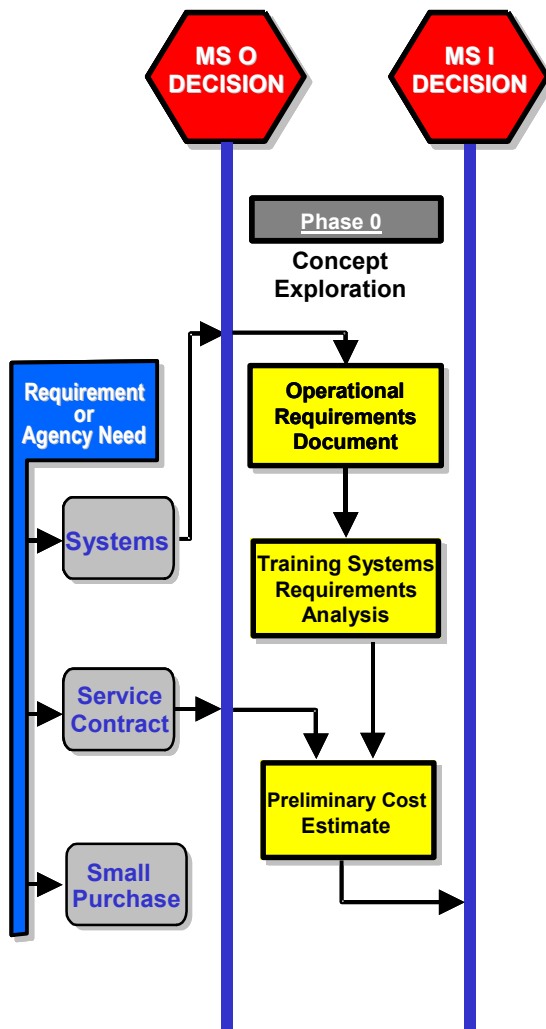 MS O
DECISION
MS I
DECISION
Phase 0
Concept
Exploration
Requirement
or
Agency Need
Operational
Requirements
Document
Systems
Training Systems
Requirements
Analysis
Service
Contract
Preliminary Cost
Estimate
Small
Purchase